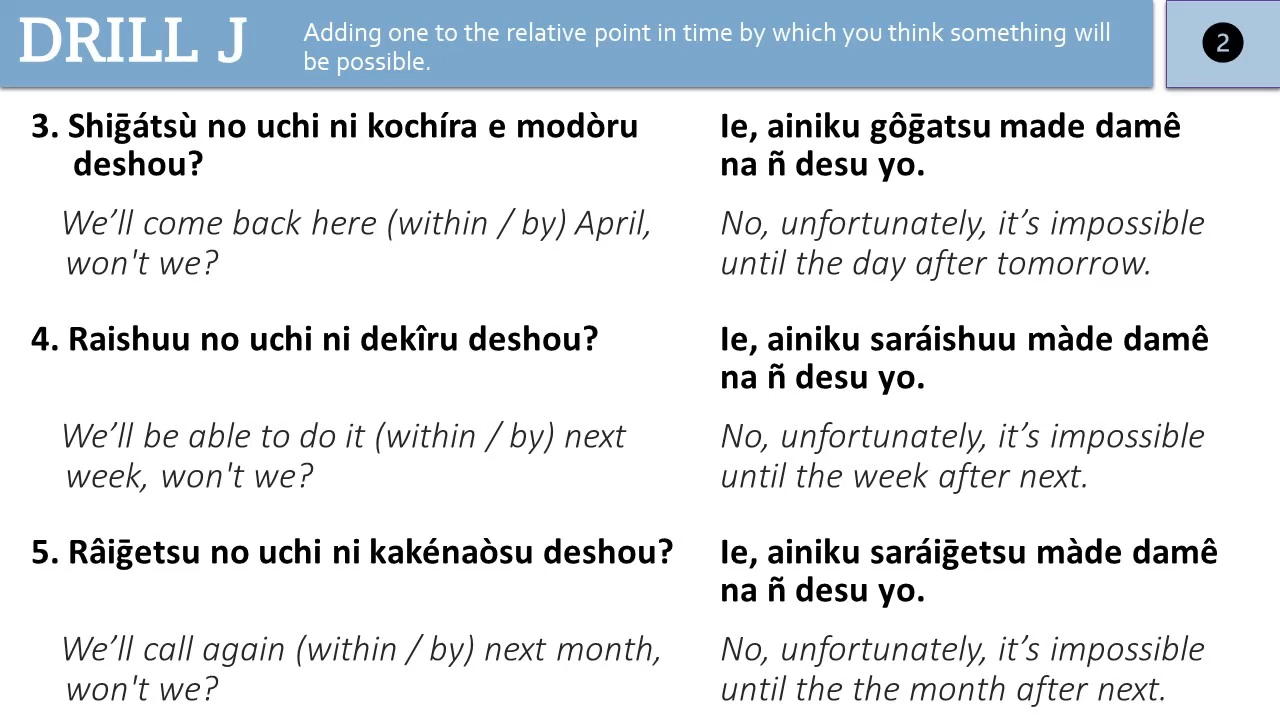 DRILL J
Adding one to the relative point in time by which you think something will
be possible.
2
3. Shiḡátsù no uchi ni kochíra e modòru
deshou?
Ie, ainiku gôḡatsu made damê
na ñ desu yo.
We’ll come back here (within / by) April,
won't we?
No, unfortunately, it’s impossible
until the day after tomorrow.
4. Raishuu no uchi ni dekîru deshou?
Ie, ainiku saráishuu màde damê
na ñ desu yo.
We’ll be able to do it (within / by) next
week, won't we?
No, unfortunately, it’s impossible
until the week after next.
5. Râiḡetsu no uchi ni kakénaòsu deshou?
Ie, ainiku saráiḡetsu màde damê
na ñ desu yo.
We’ll call again (within / by) next month,
won't we?
No, unfortunately, it’s impossible
until the the month after next.